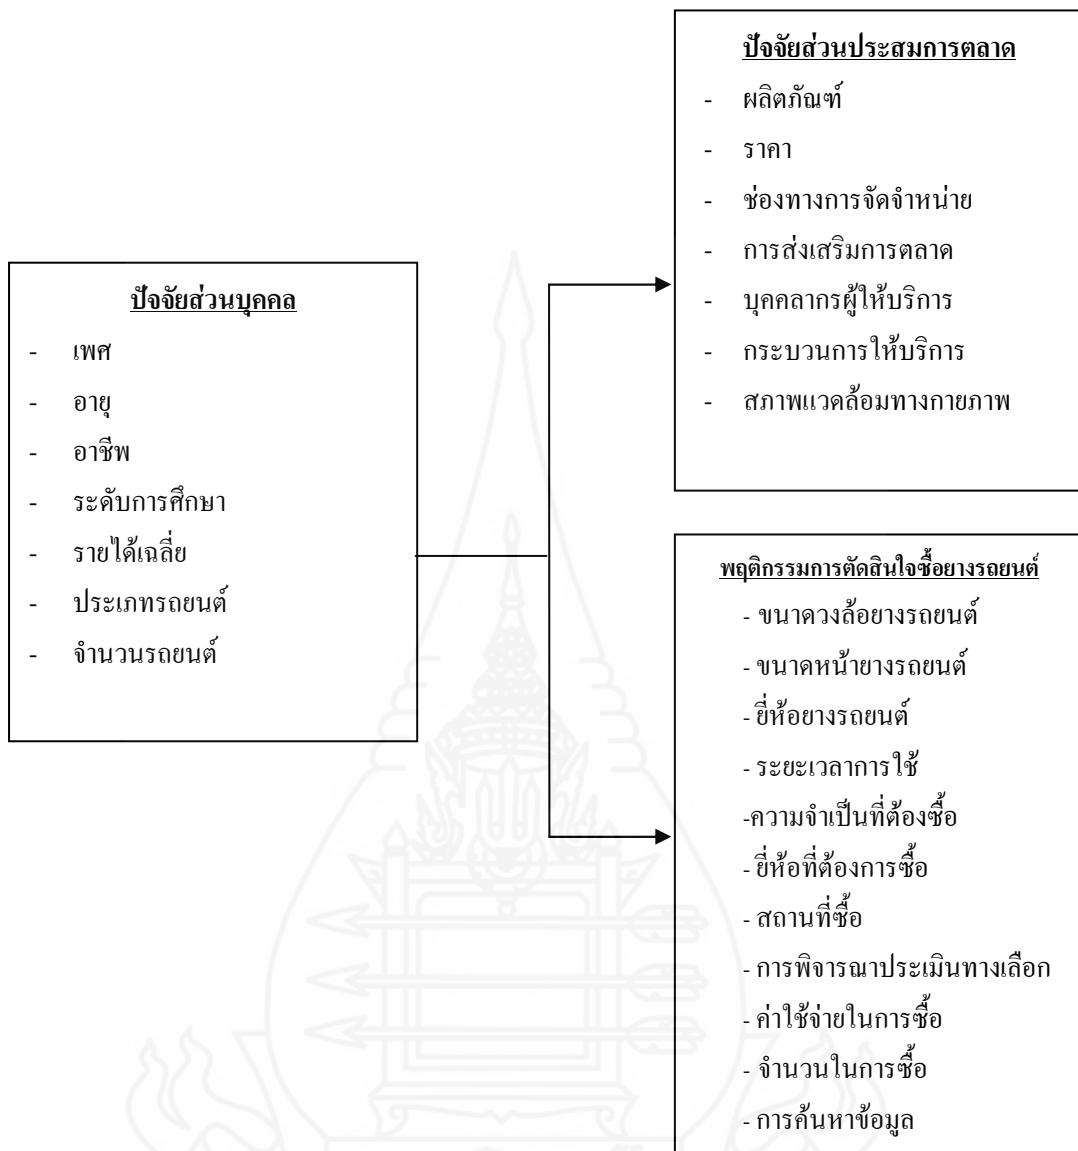 ปัจจัยส่วนบุคคล
- เพศ
- อายุ
- อาชีพ
- ระดับการศึกษา
- รายได้เฉลี่ย
- ประเภทรถยนต์
- จำนวนรถยนต์
ปัจจัยส่วนประสมการตลาด
- ผลิตภัณฑ์
- ราคา
- ช่องทางการจัดจำหน่าย
- การส่งเสริมการตลาด
- บุคคลากรผู้ให้บริการ
- กระบวนการให้บริการ
- สภาพแวดล้อมทางกายภาพ
พฤติกรรมการตัดสินใจซื้อยางรถยนต์
- ขนาดวงล้อยางรถยนต์
- ขนาดหน้ายางรถยนต์
- ยี่ห้อยางรถยนต์
- ระยะเวลาการใช้
-ความจำเป็นที่ต้องซื้อ
- ยี่ห้อที่ต้องการซื้อ
- สถานที่ซื้อ
- การพิจารณาประเมินทางเลือก
- ค่าใช้จ่ายในการซื้อ
- จำนวนในการซื้อ
- การค้นหาข้อมูล